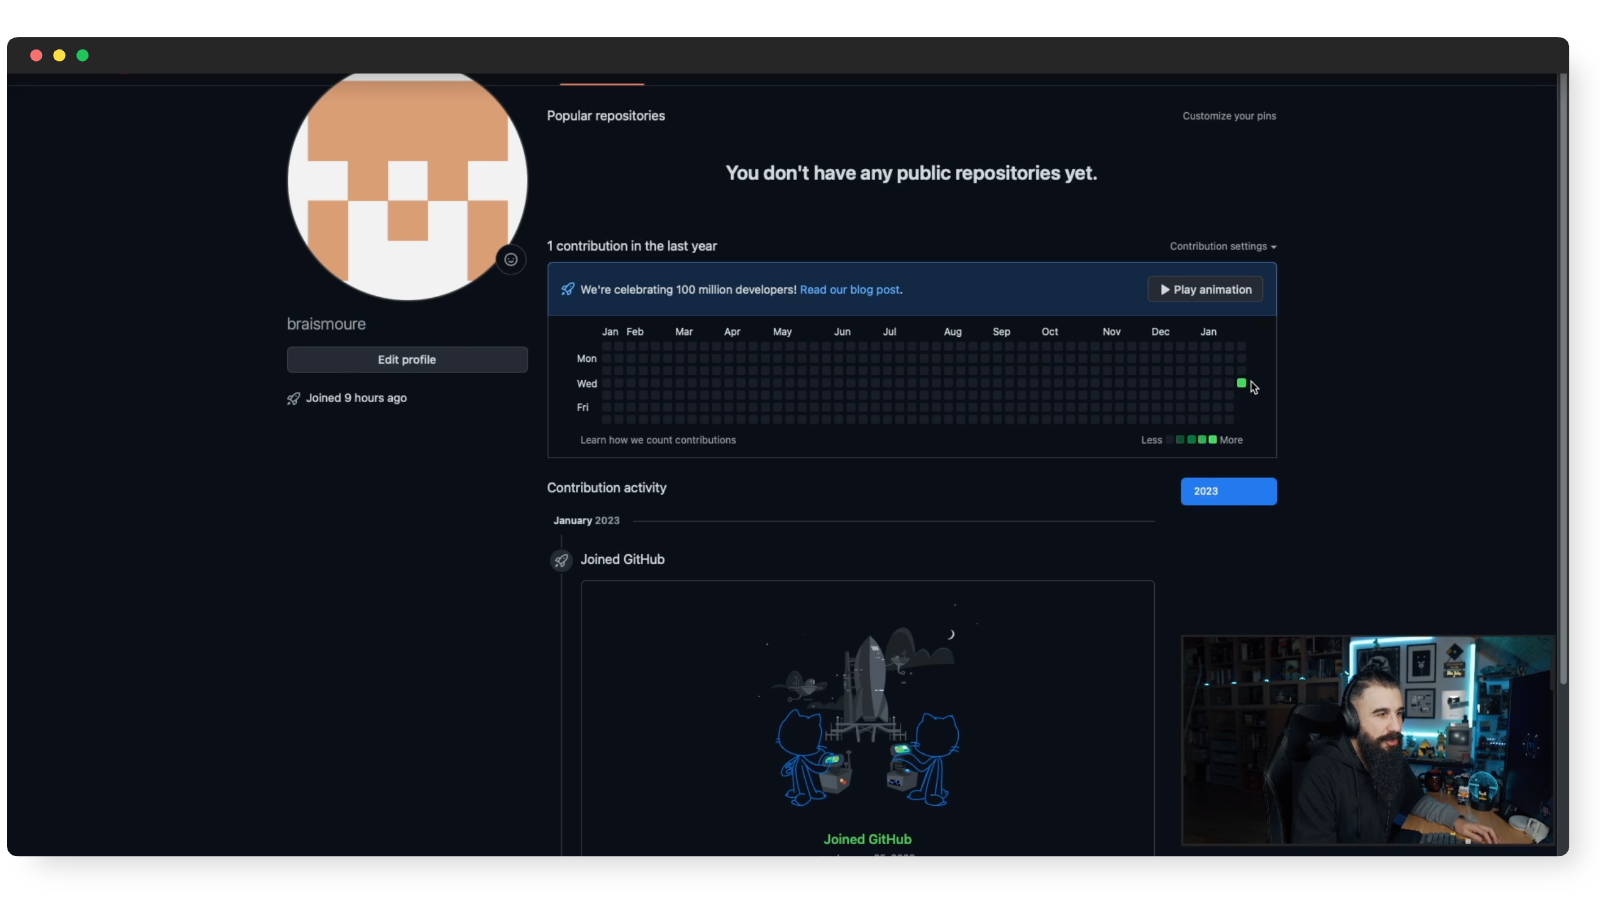 Popular repositories
Customize your pins
You don't have any public repositories yet.
1 contribution in the last year
Contribution settings
We're celebrating 100 million developers! Read our blog post.
Play animation
Jan Feb Mar Apr May Jun Jul Aug Sep Oct Nov Dec Jan
Mon
Wed
Fri
Learn how we count contributions
Less More
braismoure
Edit profile
Joined 9 hours ago
Contribution activity
2023
January 2023
Joined GitHub
Joined GitHub